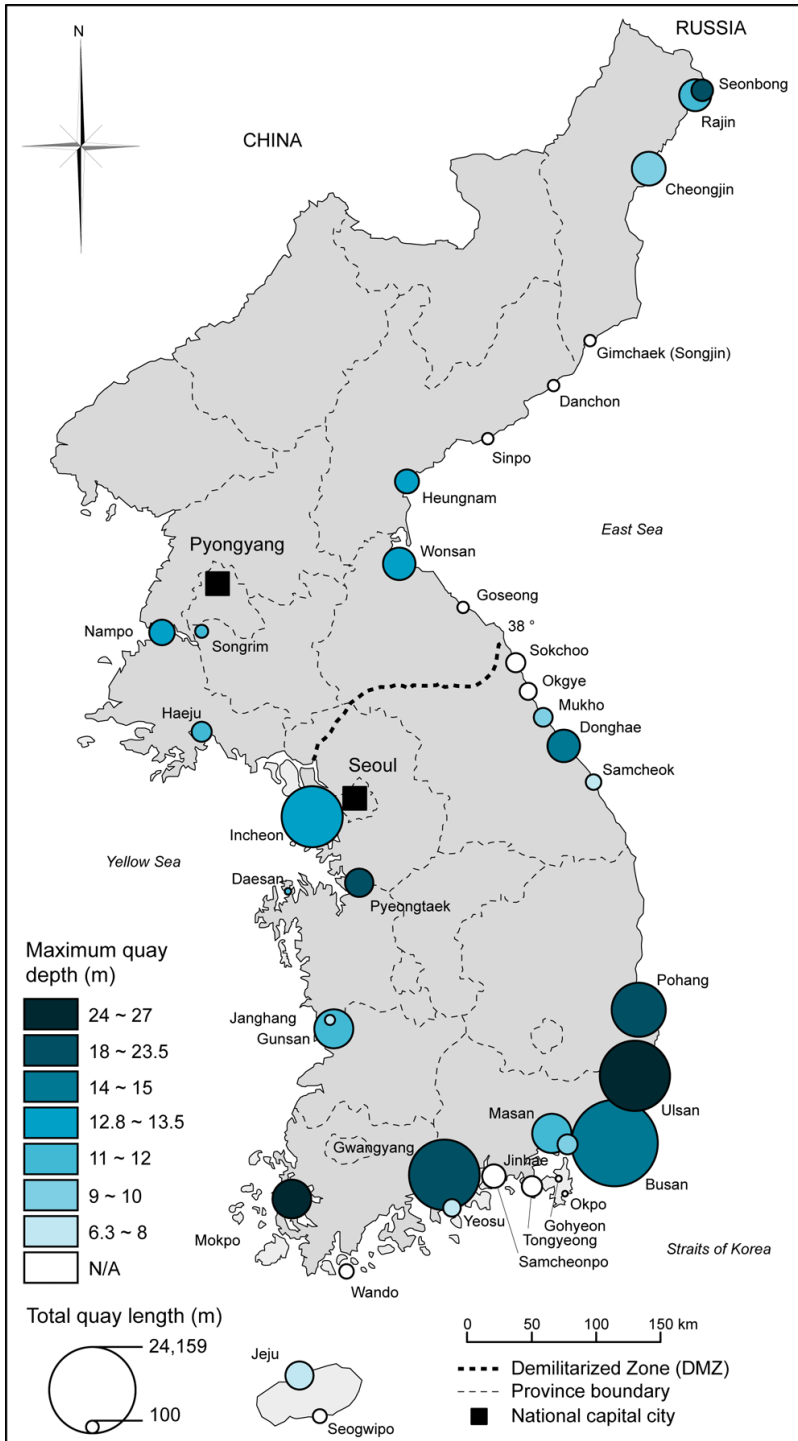 RUSSIA
N
Seonbong
Rajin
CHINA
Cheongjin
Gimchaek (Songjin)
Danchon
Sinpo
Heungnam
East Sea
Pyongyang
Wonsan
Goseong
38 °
Nampo
Songrim
Sokchoo
Okgye
Mukho
Haeju
Donghae
Seoul
Samcheok
Incheon
Yellow Sea
Daesan
Pyeongtaek
Maximum quay
depth (m)
24 ~ 27
18 ~ 23.5
14 ~ 15
12.8 ~ 13.5
11 ~ 12
9 ~ 10
6.3 ~ 8
N/A
Pohang
Janghang
Gunsan
Ulsan
Masan
Gwangyang
Jinhae
Busan
Okpo
Yeosu
Gohyeon
Tongyeong
Mokpo
Samcheonpo
Straits of Korea
Wando
Total quay length (m)
24,159
100
Jeju
Seogwipo
0 50 100 150 km
Demilitarized Zone (DMZ)
Province boundary
National capital city